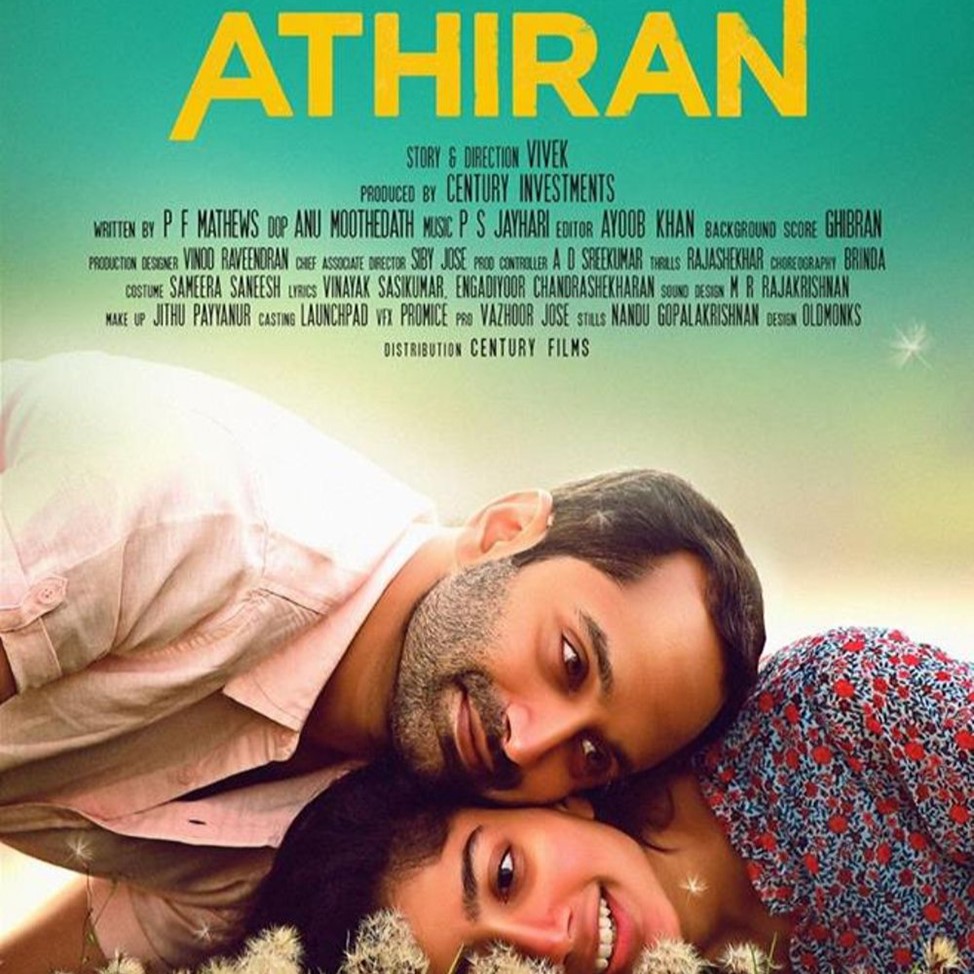 ATHIRAN
STORY & DIRECTION VIVEK
PRODUCED BY CENTURY INVESTMENTS
WRITTEN BY P F MATHEWS DOP ANU MOOTHEDATH MUSIC P S JAYHARI EDITOR AYOOB KHAN BACKGROUND SCORE GHIBRAN
PRODUCTION DESIGNER VINOD RAVEENDRAN CHIEF ASSOCIATE DIRECTOR SIBY JOSE PROD CONTROLLER A D SREEKUMAR THRILLS RAJASHEKHAR CHOREOGRAPHY BRINDA
COSTUME SAMEERA SANEESH LYRICS VINAYAK SASIKUMAR, ENGADIYOOR CHANDRASHEKHARAN SOUND DESIGN M R RAJAKRISHNAN
MAKE UP JITHU PAYYANUR CASTING LAUNCHPAD VFX PROMICE PRO VAZHOOR JOSE STILLS NANDU GOPALAKRISHNAN DESIGN OLDMONKS
DISTRIBUTION CENTURY FILMS